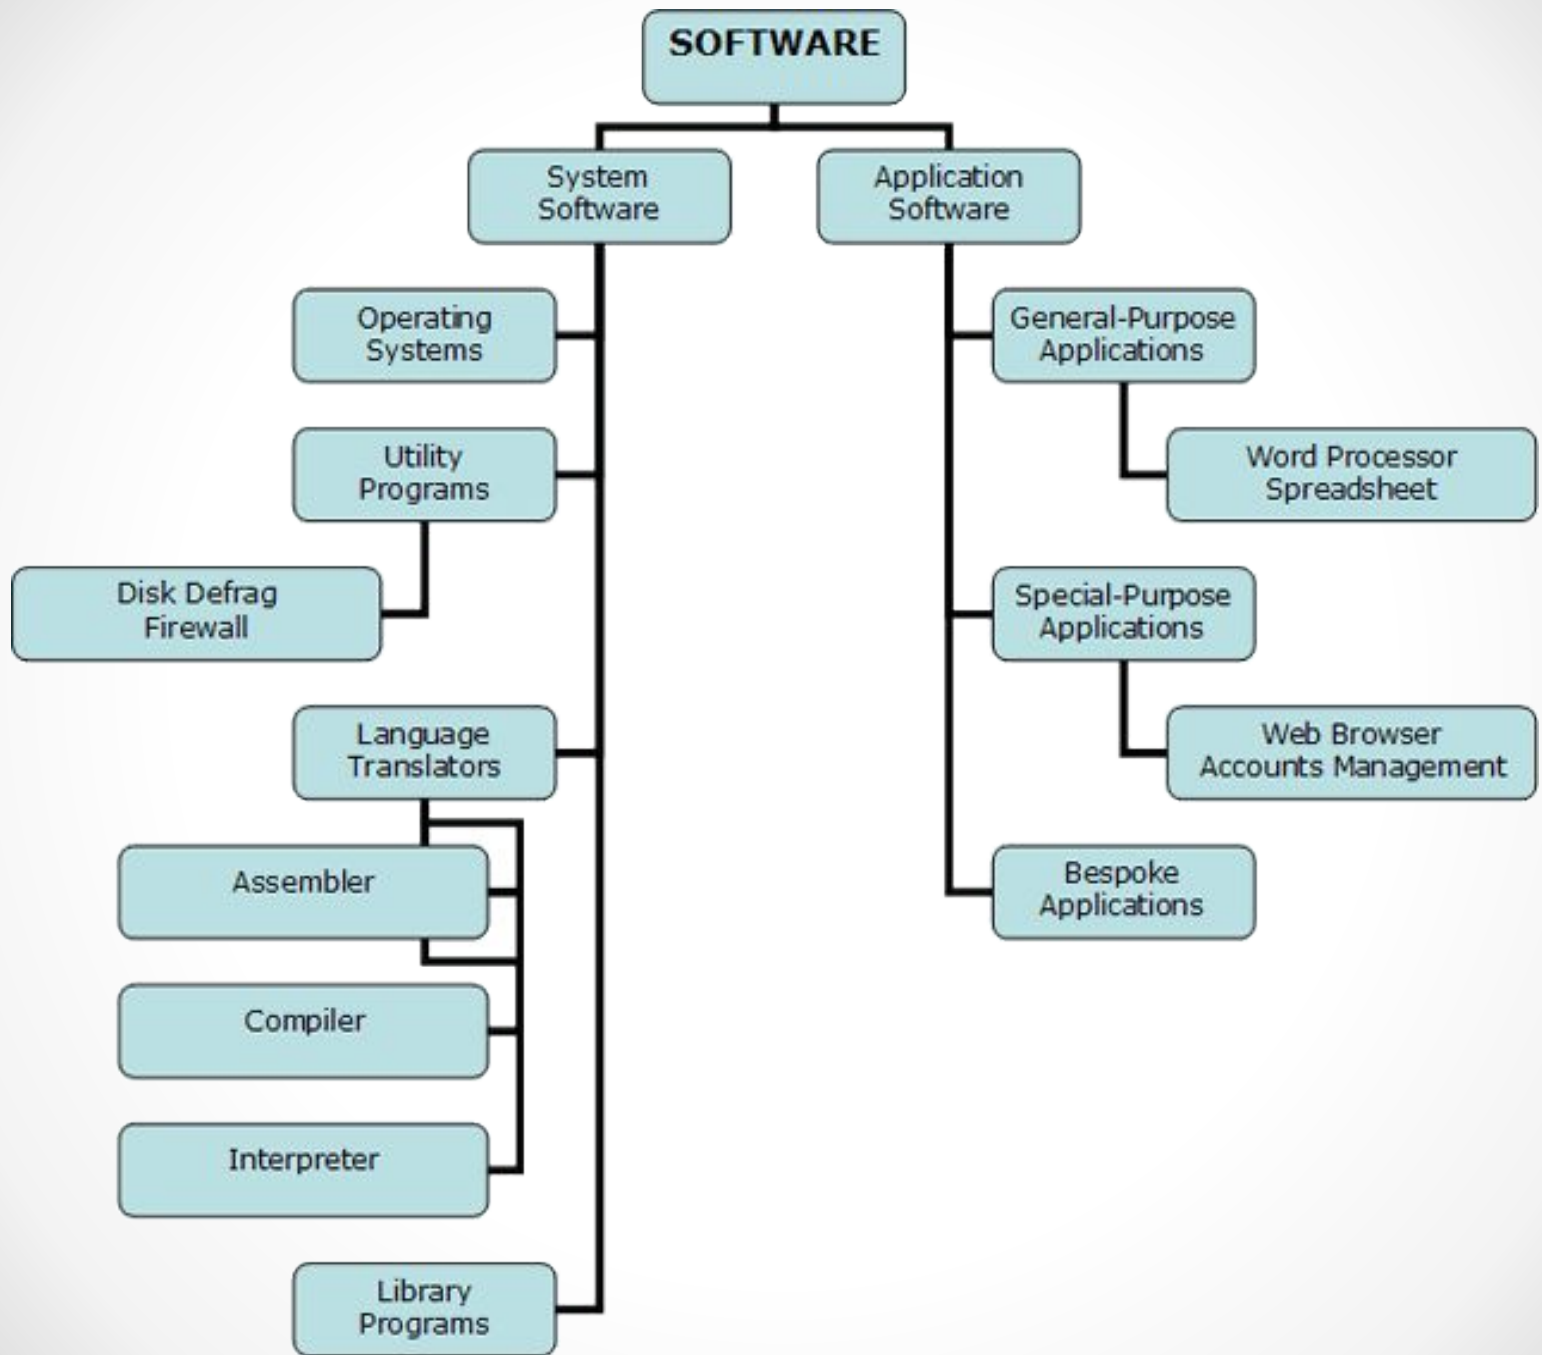 SOFTWARE
System
Software
Application
Software
Operating
Systems
General-Purpose
Applications
Utility
Programs
Word Processor
Spreadsheet
Disk Defrag
Firewall
Special-Purpose
Applications
Language
Translators
Web Browser
Accounts Management
Assembler
Bespoke
Applications
Compiler
Interpreter
Library
Programs